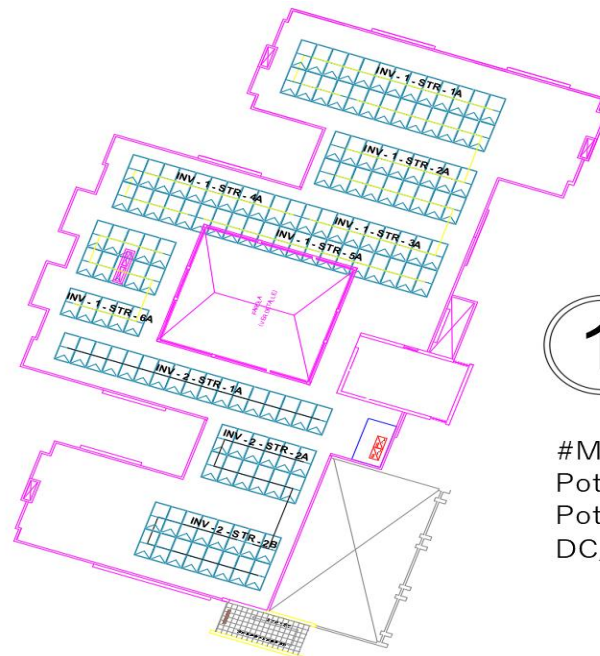 INV - 1 - STR - 1A
INV - 1 - STR - 2A
INV - 1 - STR - 4A
INV - 1 - STR - 3A
INV - 1 - STR - 5A
INV - 1 - STR - 6A
INV - 2 - STR - 1A
INV - 2 - STR - 2A
INV - 2 - STR - 2B
1
#M
Pot
Pot
DC